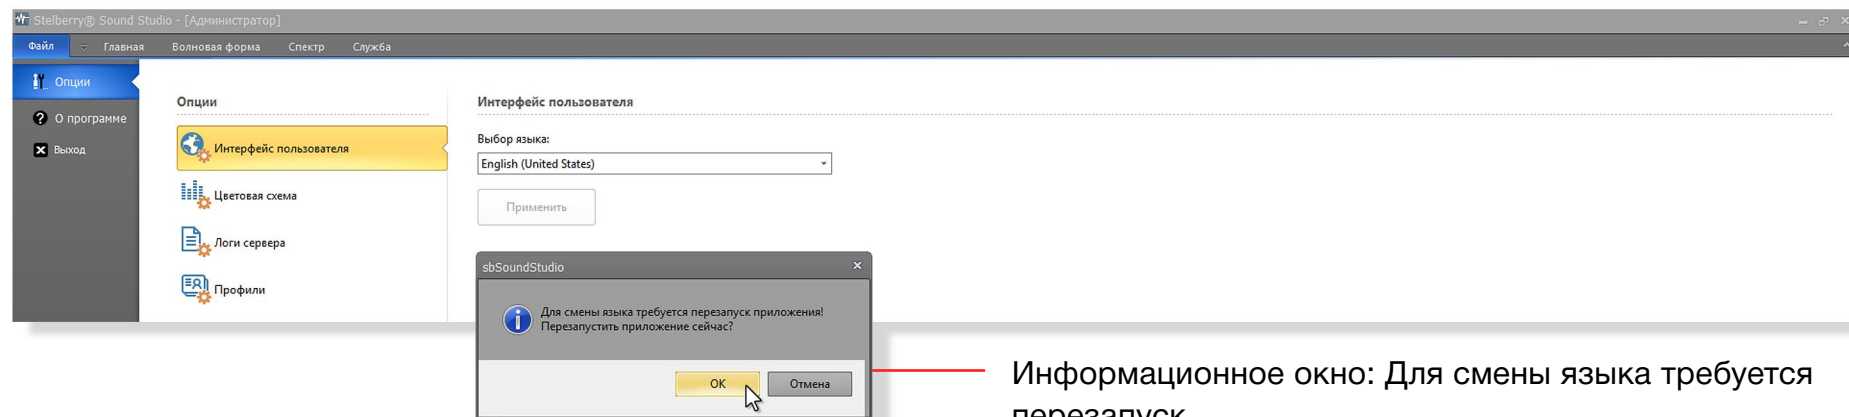 Stelberry® Sound Studio - [Администратор]
Файл Главная Волновая форма Спектр Служба
Опции
О программе
Выход
Опции
Интерфейс пользователя
Цветовая схема
Логи сервера
Профили
Интерфейс пользователя
Выбор языка:
English (United States)
Применить
sbSoundStudio
Для смены языка требуется перезапуск приложения!
Перезапустить приложение сейчас?
OK Отмена
Информационное окно: Для смены языка требуется
перезапуск